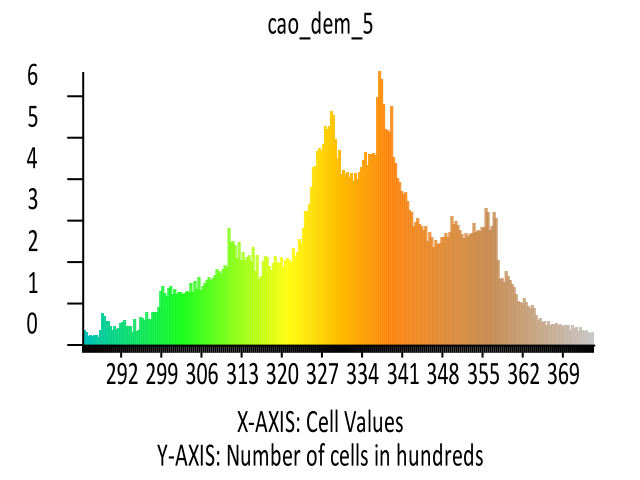 cao_dem_5
6
5
4
3
2
1
0
292 299 306 313 320 327 334 341 348 355 362 369
X-AXIS: Cell Values
Y-AXIS: Number of cells in hundreds